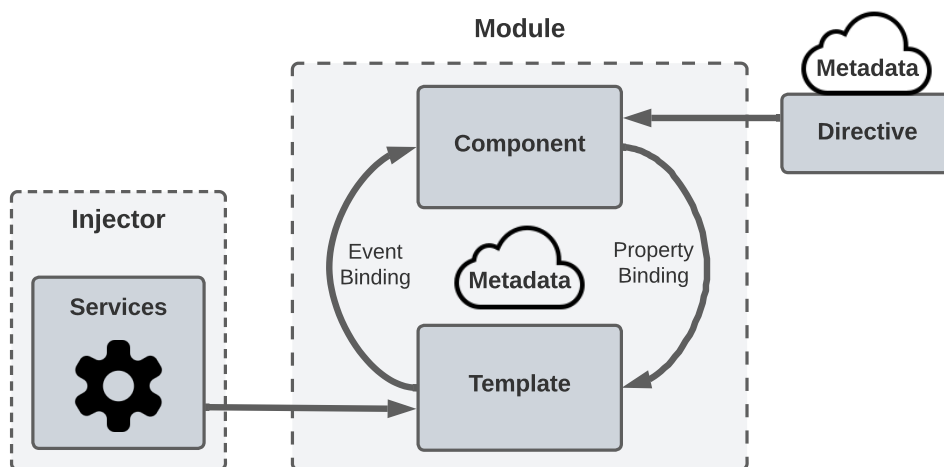 Module
Metadata
Directive
Component
Injector
Event
Binding
Property
Binding
Metadata
Services
Template